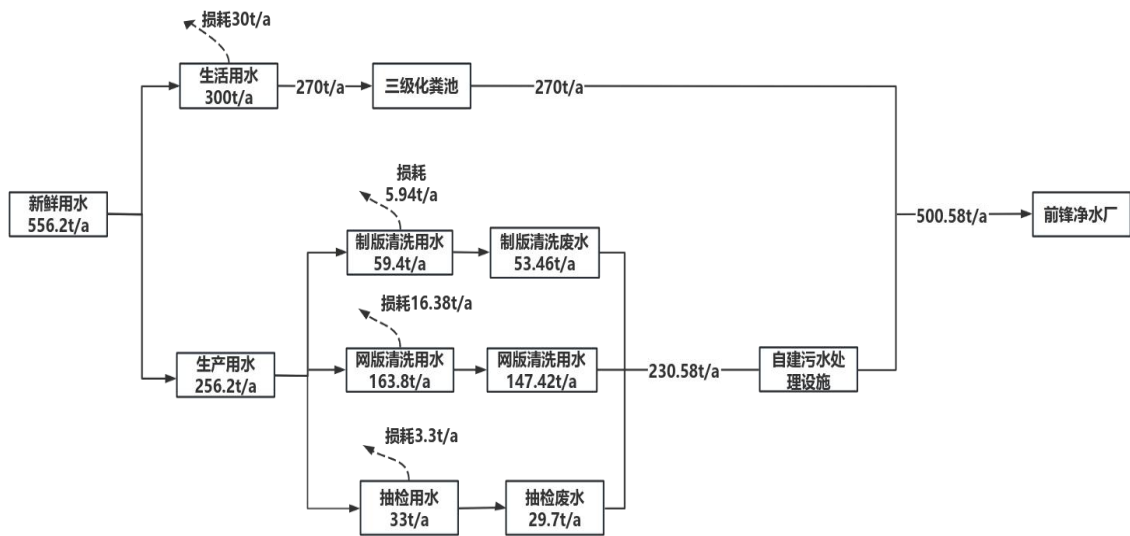 损耗30t/a
生活用水
300t/a
270t/a
三级化粪池
270t/a
新鲜用水
556.2t/a
损耗
5.94t/a
制版清洗用水
59.4t/a
制版清洗废水
53.46t/a
500.58t/a
前锋净水厂
损耗16.38t/a
生产用水
256.2t/a
网版清洗用水
163.8t/a
网版清洗用水
147.42t/a
230.58t/a
自建污水处
理设施
损耗3.3t/a
抽检用水
33t/a
抽检废水
29.7t/a